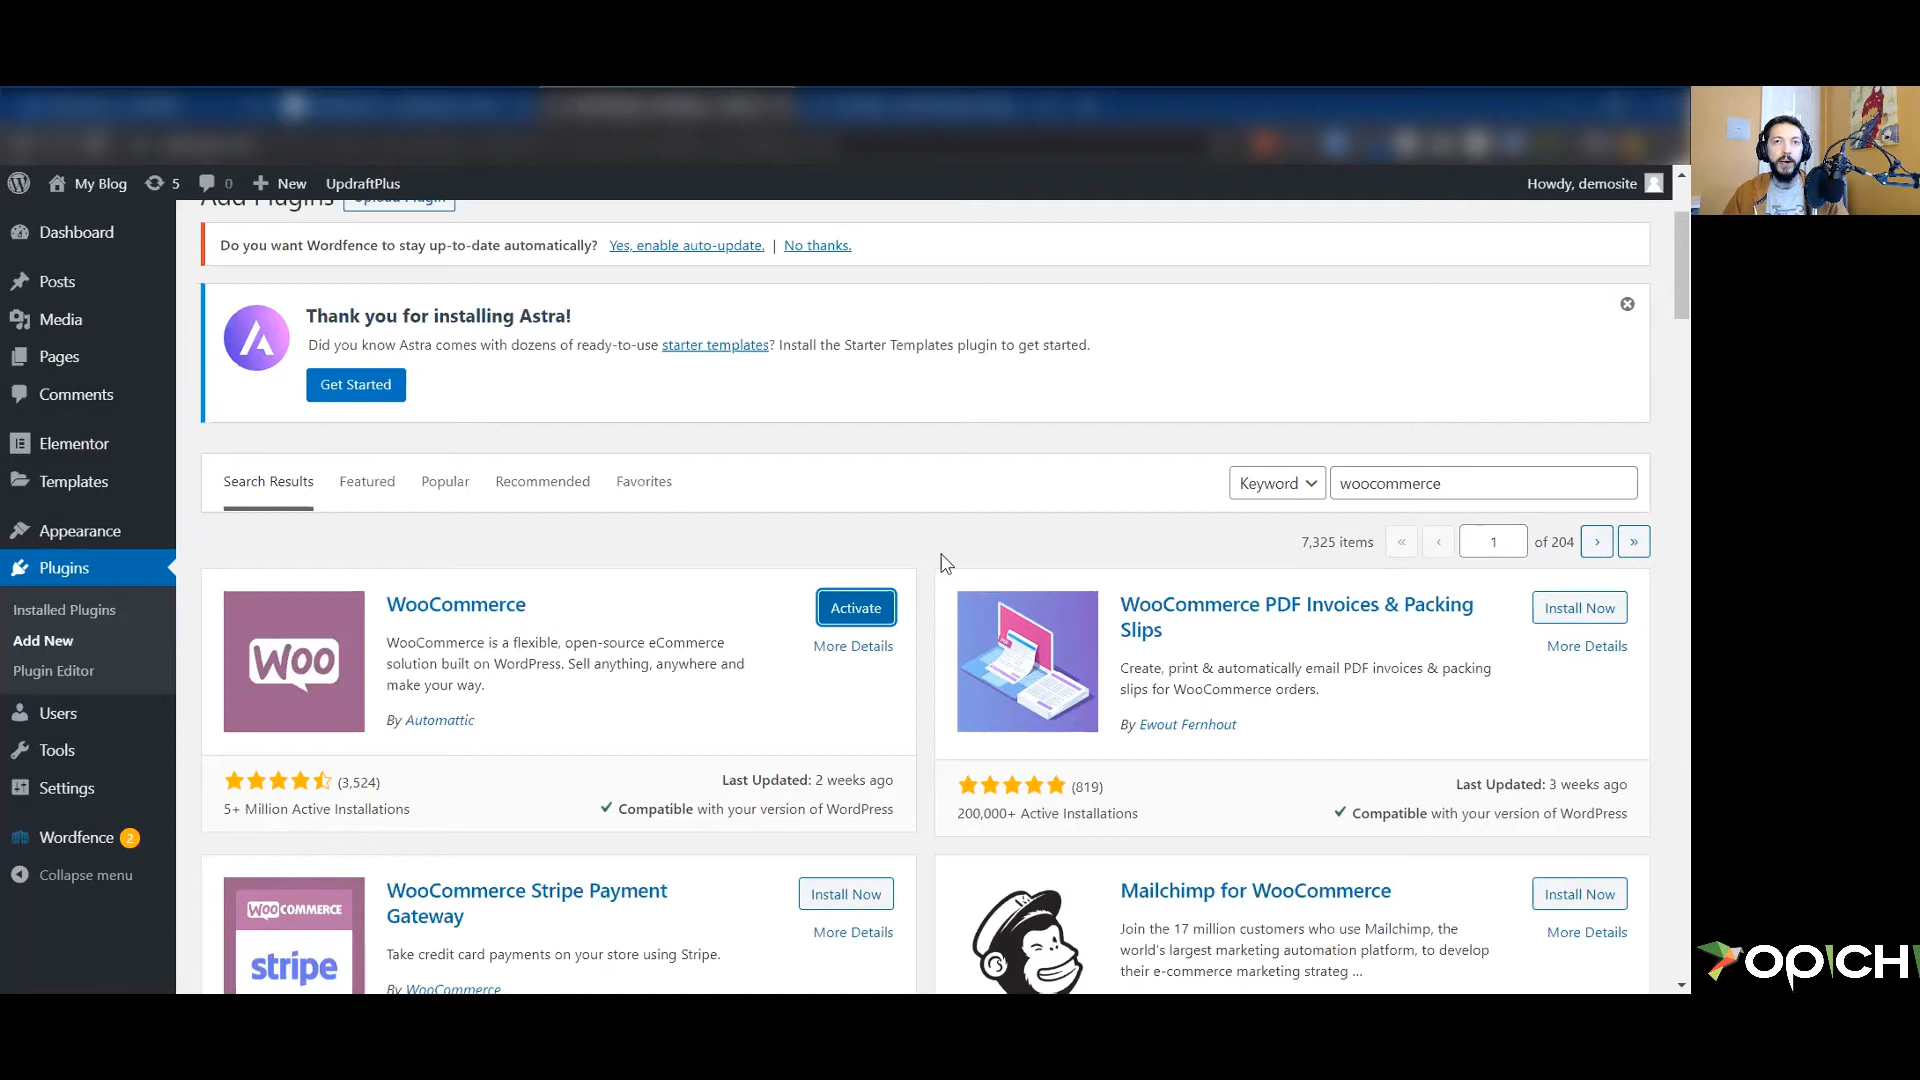 My Blog
5
0
New
UpdraftPlus
Howdy, demosite
Add Plugins
Upload Plugin
Dashboard
Posts
Media
Pages
Comments
Elementor
Templates
Appearance
Plugins
Installed Plugins
Add New
Plugin Editor
Users
Tools
Settings
Wordfence 2
Collapse menu
Do you want Wordfence to stay up-to-date automatically? Yes, enable auto-update. | No thanks.
Thank you for installing Astra!
Did you know Astra comes with dozens of ready-to-use starter templates? Install the Starter Templates plugin to get started.
Get Started
Search Results
Featured
Popular
Recommended
Favorites
Keyword
woocommerce
7,325 items
«
‹
1
of 204
›
»
Woo
WooCommerce
WooCommerce is a flexible, open-source eCommerce
solution built on WordPress. Sell anything, anywhere and
make your way.
By Automattic
Activate
More Details
(3,524)
5+ Million Active Installations
Last Updated: 2 weeks ago
Compatible with your version of WordPress
WooCommerce PDF Invoices & Packing
Slips
Create, print & automatically email PDF invoices & packing
slips for WooCommerce orders.
By Ewout Fernhout
Install Now
More Details
(819)
200,000+ Active Installations
Last Updated: 3 weeks ago
Compatible with your version of WordPress
WOO COMMERCE
stripe
WooCommerce Stripe Payment
Gateway
Take credit card payments on your store using Stripe.
By WooCommerce
Install Now
More Details
Mailchimp for WooCommerce
Join the 17 million customers who use Mailchimp, the
world's largest marketing automation platform, to develop
their e-commerce marketing strateg ...
Install Now
More Details
OPICH